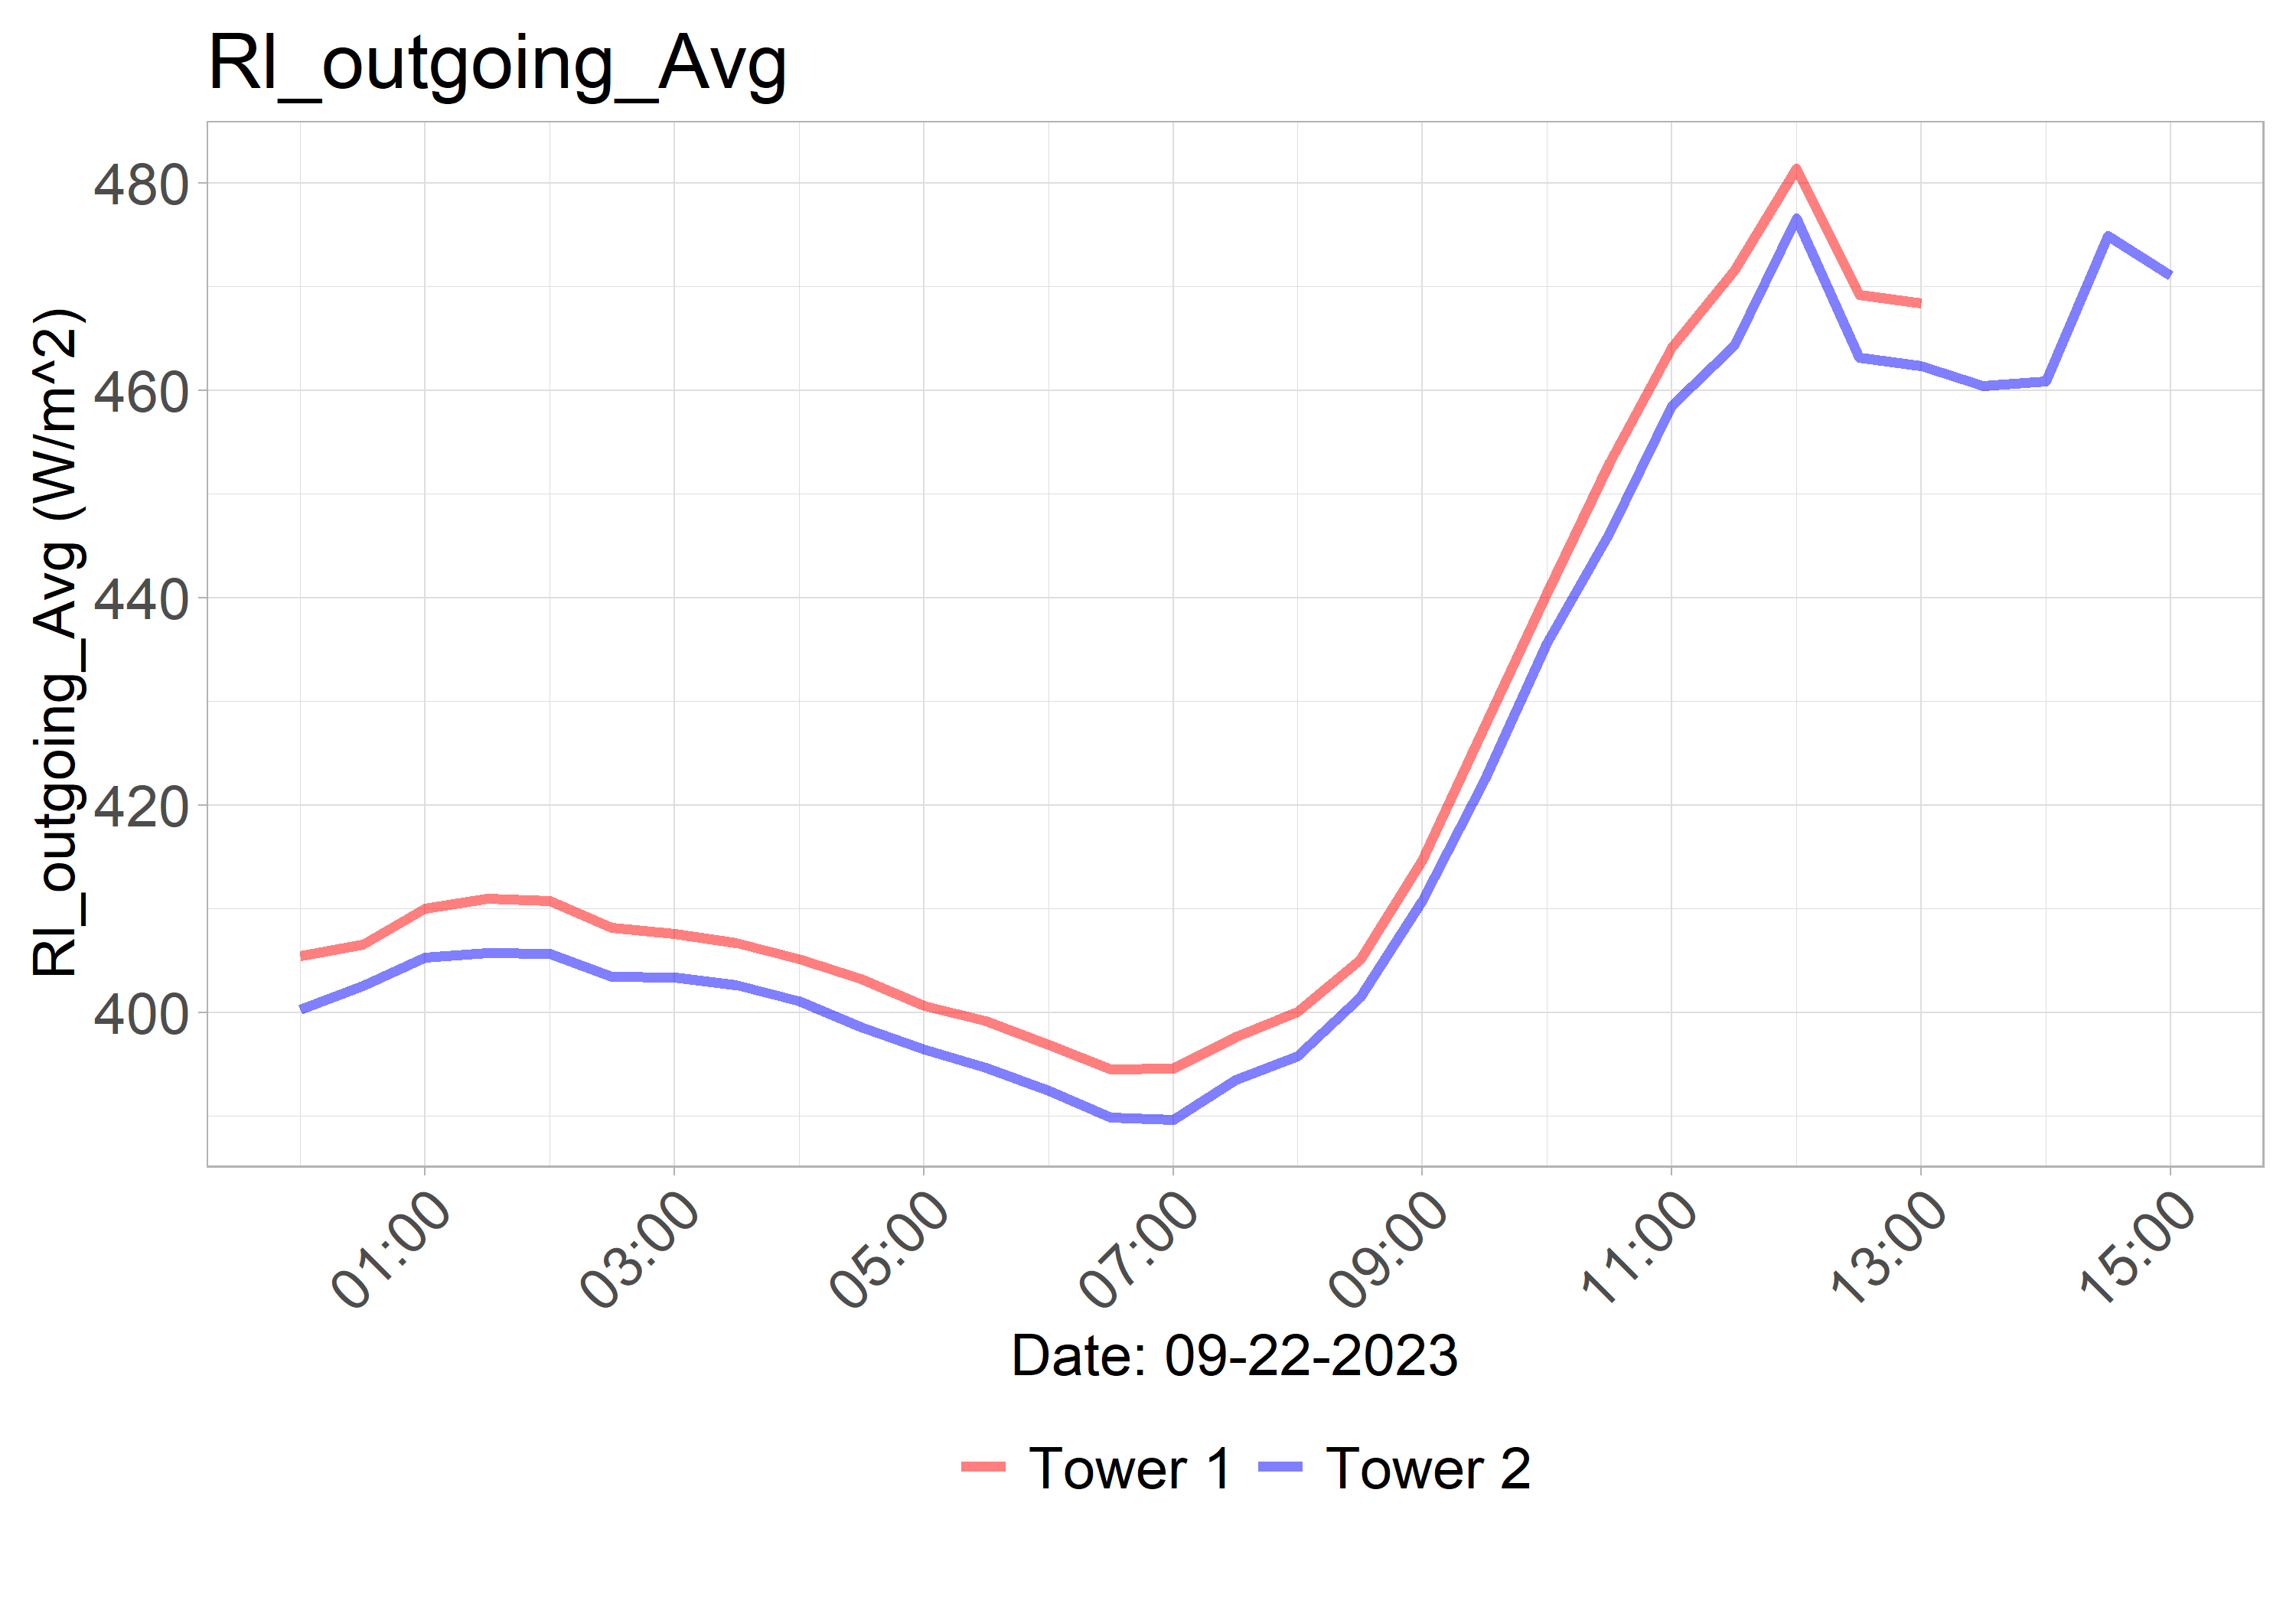 Rl_outgoing_Avg
Rl_outgoing_Avg (W/m^2)
480
460
440
420
400
01:00 03:00 05:00 07:00 09:00 11:00 13:00 15:00
Date: 09-22-2023
Tower 1 Tower 2